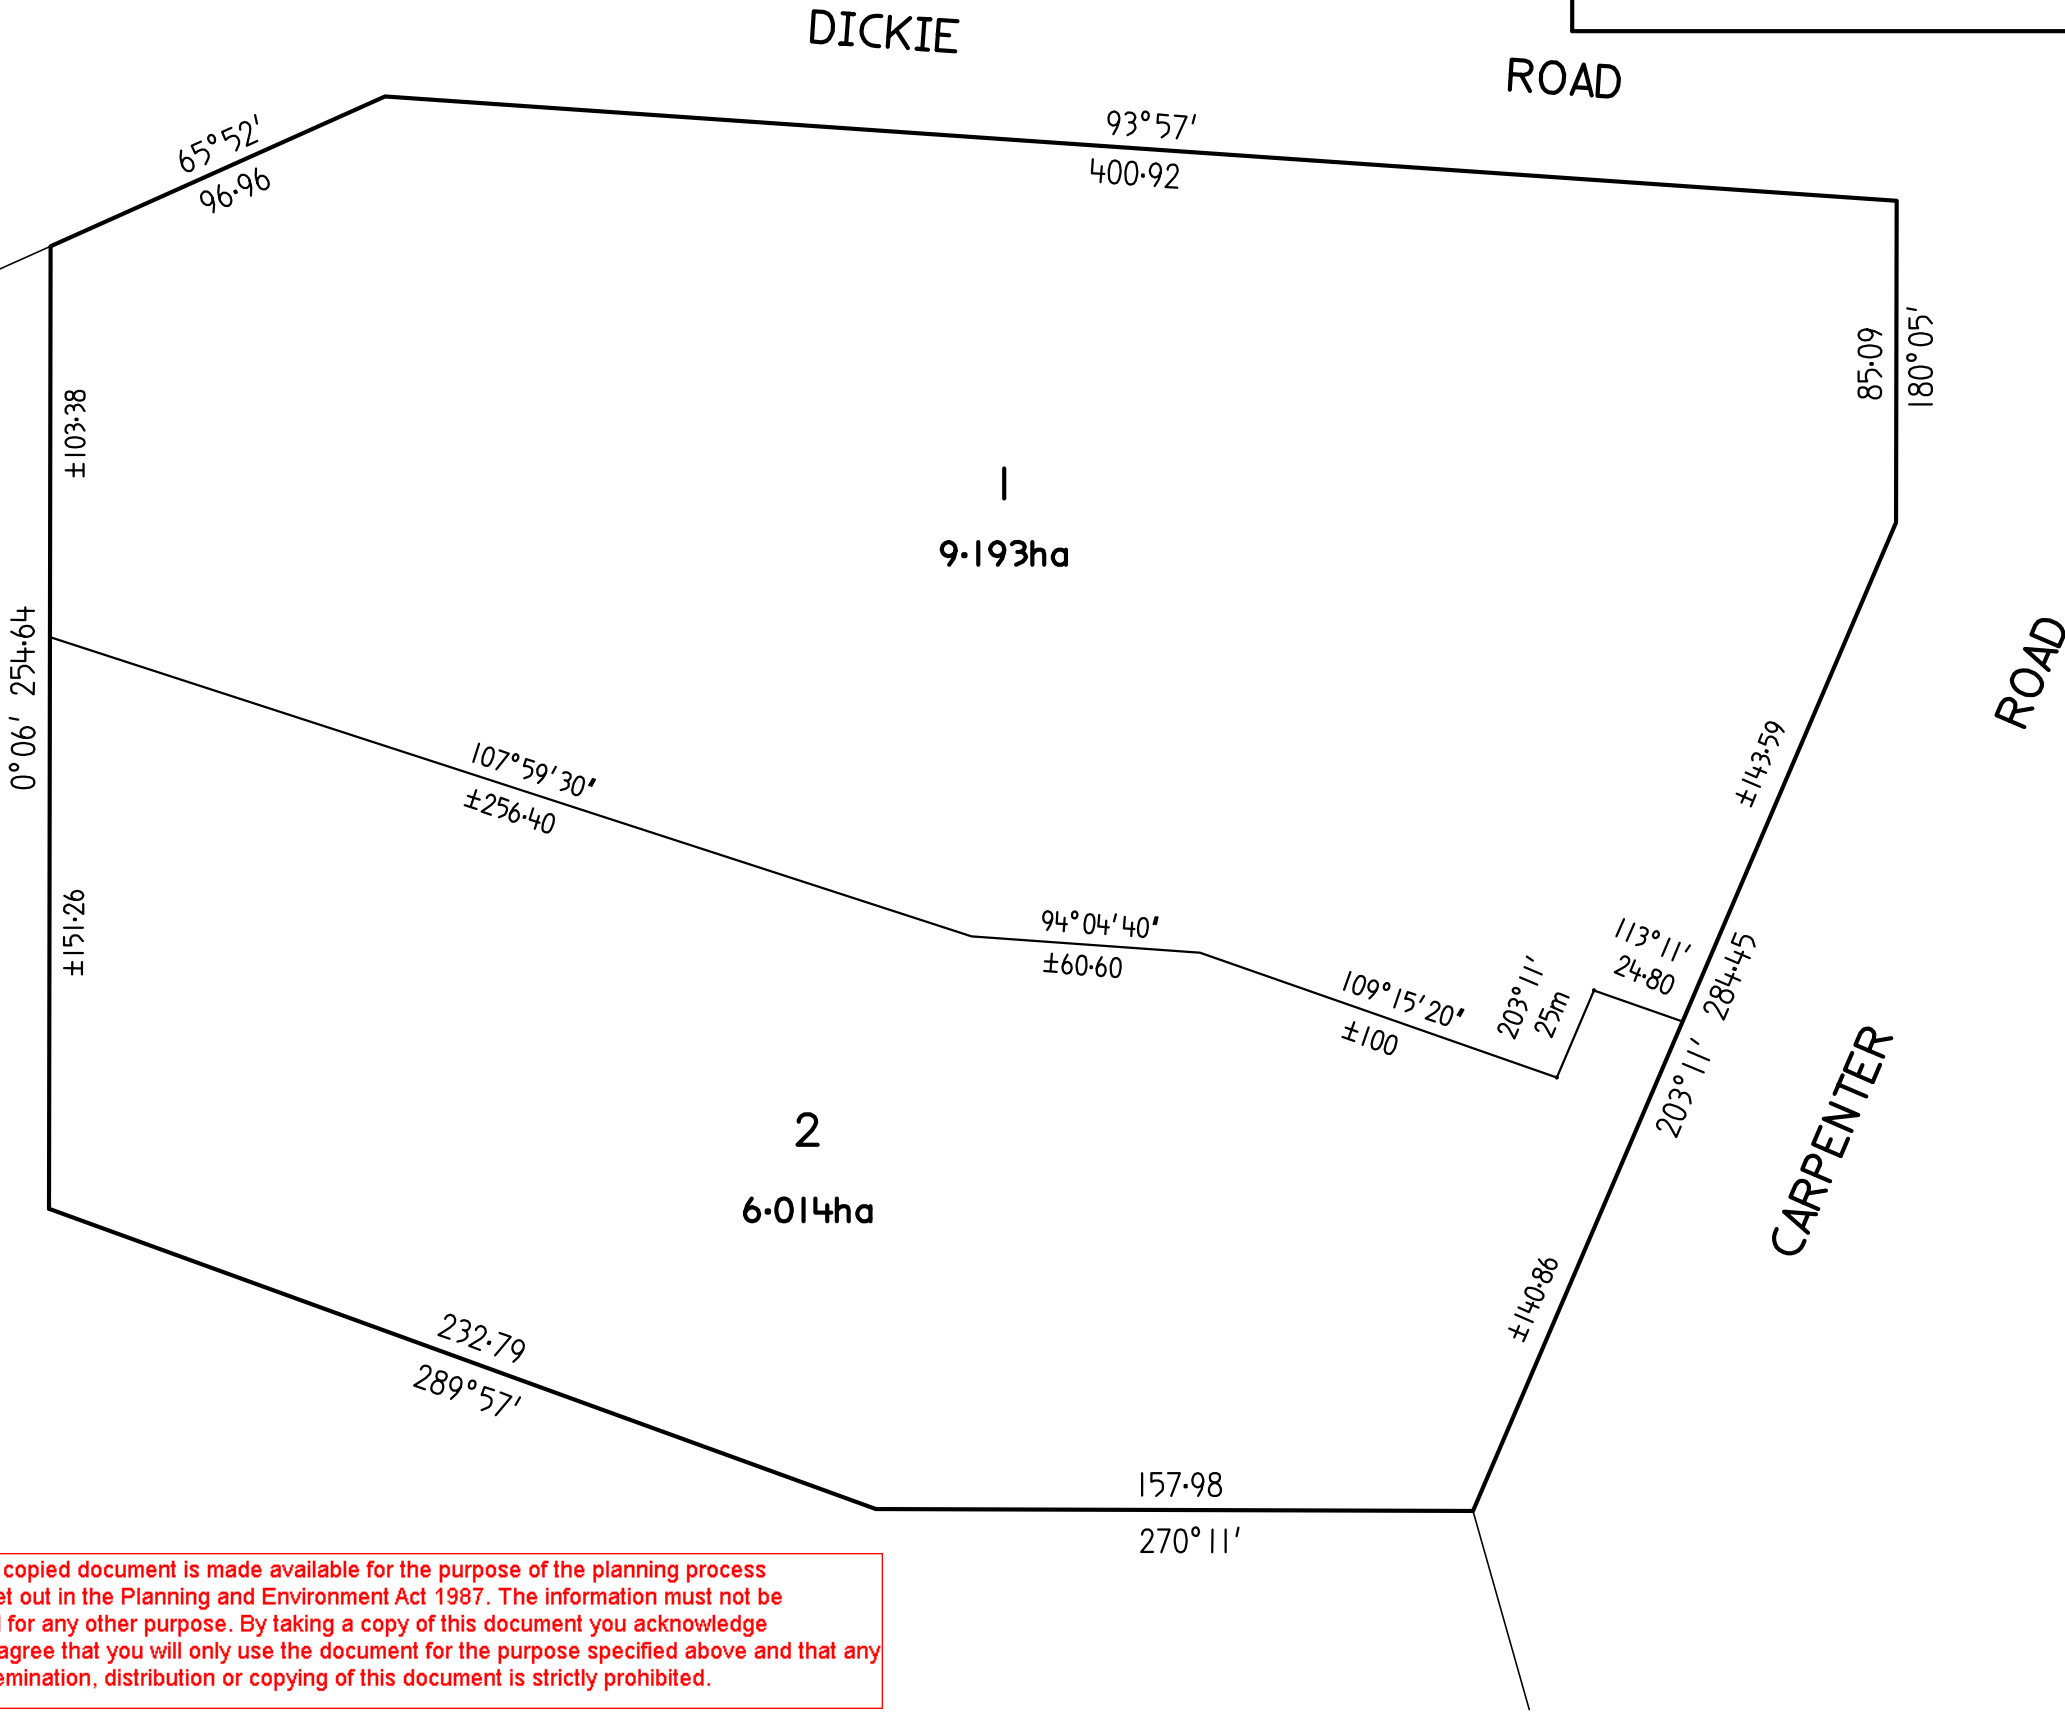 DICKIE
ROAD
93°57'
400·92
65°52'
96·96
85·09
180°05'
±103·38
1
9·193ha
0°06' 254·64
ROAD
±143·59
107°59'30"
±256·40
±151·26
94°04'40"
±60·60
109°15'20"
±100
203°11'
25m
113°11'
24·80
203°11' 284·45
CARPENTER
2
6·014ha
±140·86
232·79
289°57'
157·98
270°11'
copied document is made available for the purpose of the planning process
et out in the Planning and Environment Act 1987. The information must not be
for any other purpose. By taking a copy of this document you acknowledge
agree that you will only use the document for the purpose specified above and that any
emination, distribution or copying of this document is strictly prohibited.